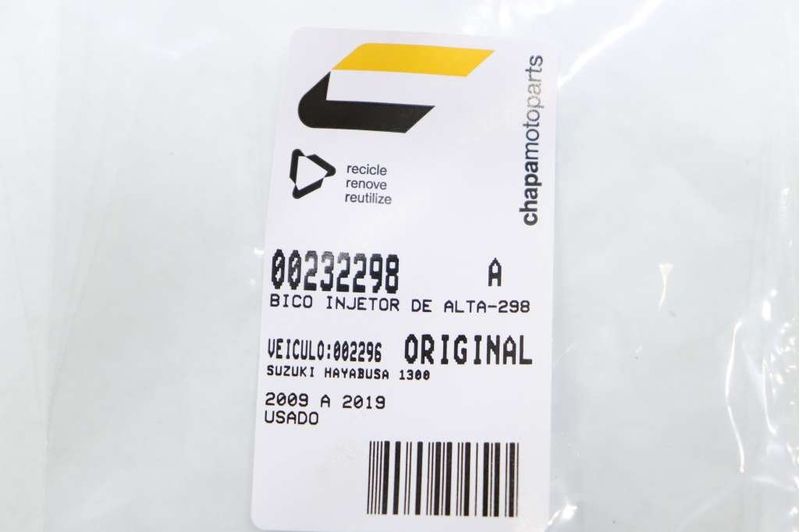 chapamotoparts
recicle
renove
reutilize
00232298 A
BICO INJETOR DE ALTA-298
VEICULO:002296 ORIGINAL
SUZUKI HAYABUSA 1300
2009 A 2019
USADO